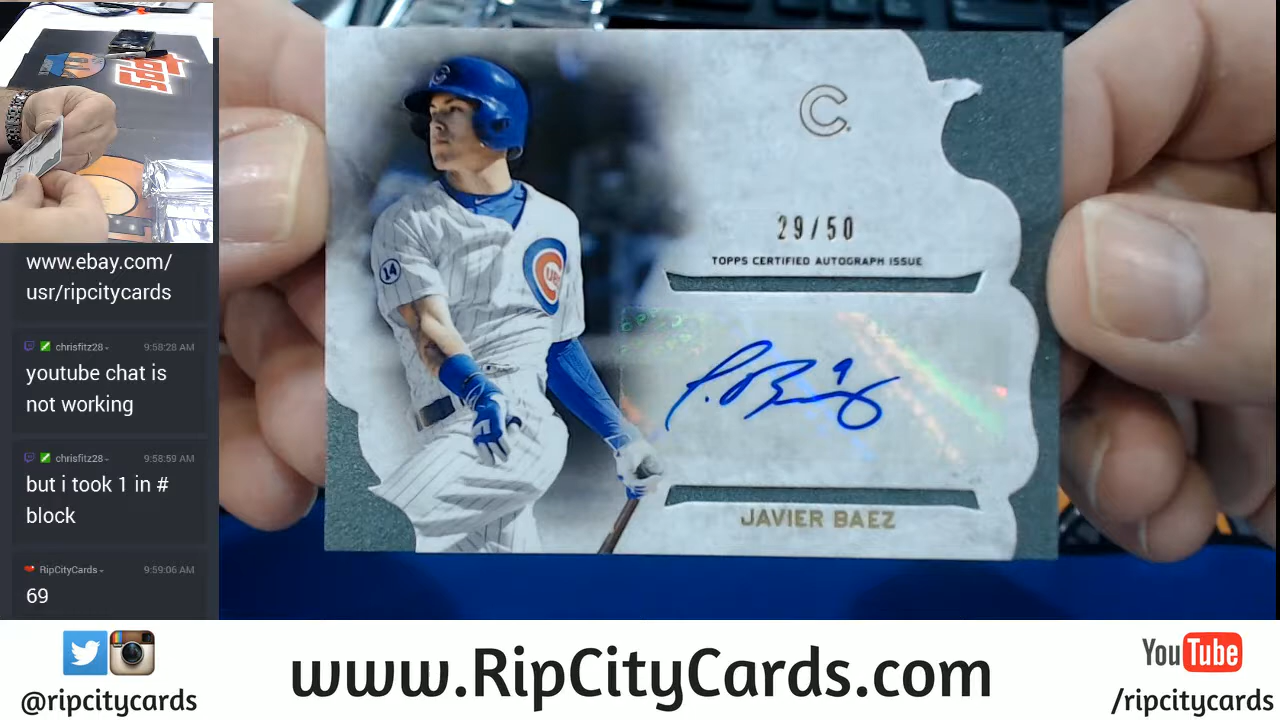 www.ebay.com/
usr/ripcitycards
chrisfitz28
9:58:28 AM
youtube chat is
not working
chrisfitz28
9:58:59 AM
but i took 1 in #
block
RipCityCards
9:59:06 AM
69
C
14
C
29/50
TOPPS CERTIFIED AUTOGRAPH ISSUE
JAVIER BAEZ
@ripcitycards
www.RipCityCards.com
YouTube
/ripcitycards